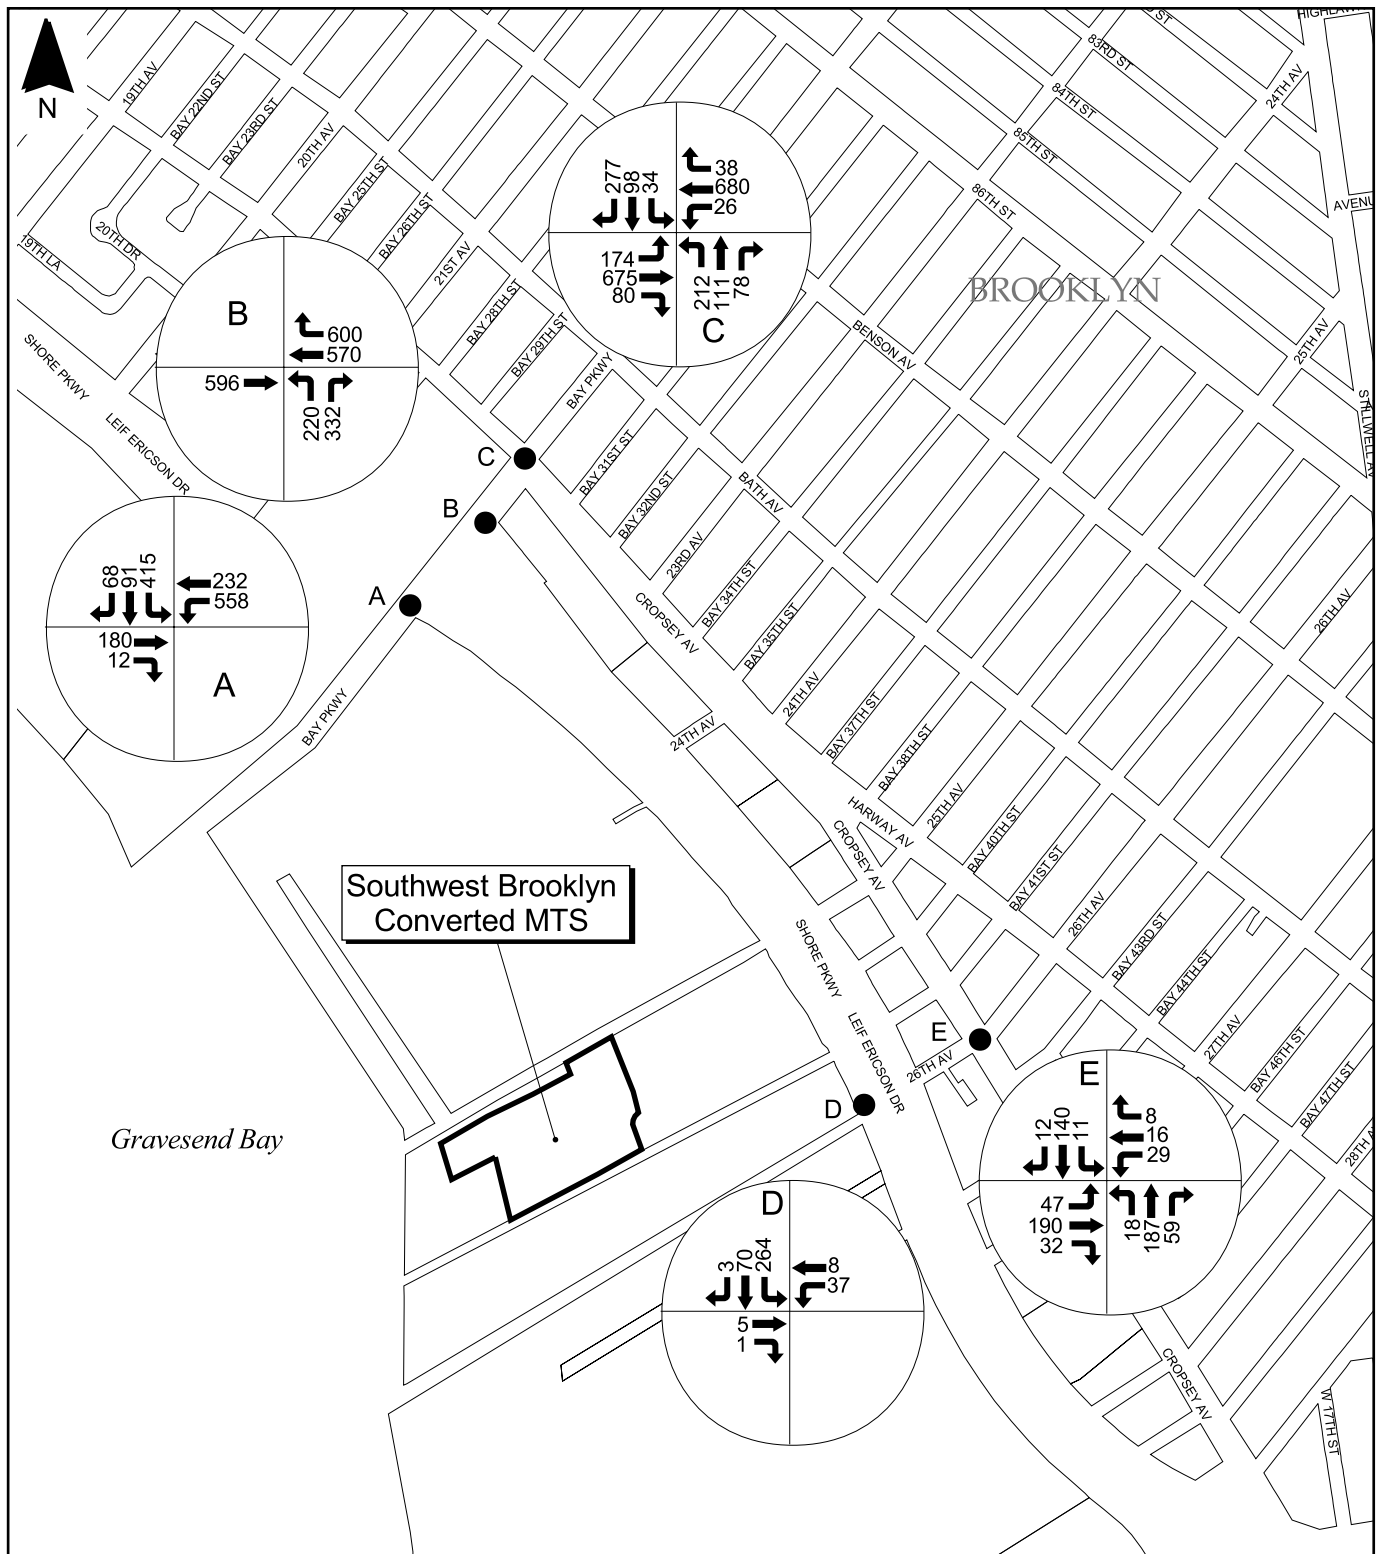 N
HIGHLAW
D ST
83RD ST
84TH ST
85TH ST
86TH ST
24TH AV
AVENU
19TH AV
BAY 22ND ST
BAY 23RD ST
20TH AV
BAY 25TH ST
BAY 26TH ST
21ST AV
BAY 28TH ST
BAY 29TH ST
BAY PKWY
20TH DR
19TH LA
SHORE PKWY
LEIF ERICSON DR
277
98
34
38
680
26
174
675
80
212
111
78
C
BROOKLYN
BENSON AV
25TH AV
STILLWELL AV
B
600
570
596
220
332
C
B
A
BAY 31ST ST
BAY 32ND ST
23RD AV
BAY 34TH ST
BAY 35TH ST
24TH AV
BAY 37TH ST
BAY 38TH ST
25TH AV
BAY 40TH ST
BAY 41ST ST
26TH AV
BAY 43RD ST
BAY 44TH ST
27TH AV
BAY 46TH ST
BAY 47TH ST
28TH AV
BATH AV
26TH AV
CROPSEY AV
68
91
415
232
558
180
12
A
BAY PKWY
24TH AV
HARWAY AV
CROPSEY AV
Southwest Brooklyn
Converted MTS
SHORE PKWY
LEIF ERICSON DR
E
26TH AV
D
Gravesend Bay
E
12
140
11
8
16
29
47
190
32
18
187
59
D
3
70
264
8
37
5
1
CROPSEY AV
W 17TH ST